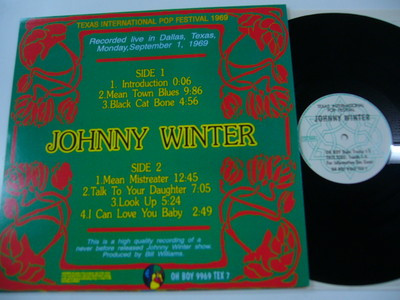 TEXAS INTERNATIONAL POP FESTIVAL 1969
Recorded live in Dallas, Texas,
Monday,September 1, 1969
SIDE 1
1. Introduction 0:06
2.Mean Town Blues 9:86
3.Black Cat Bone 4.56
JOHNNY WINTER
SIDE 2
1.Mean Mistreater 12:45
2.Talk To Your Daughter 7:05
3.Look Up 5:24
4.I Can Love You Baby 2:49
This is a high quality recording of a
never before released Johnny Winter show.
Produced by Bill Williams.
OH BOY 9969 TEX 7
TEXAS INTERNATIONAL
POP FESTIVAL
JOHNNY WINTER